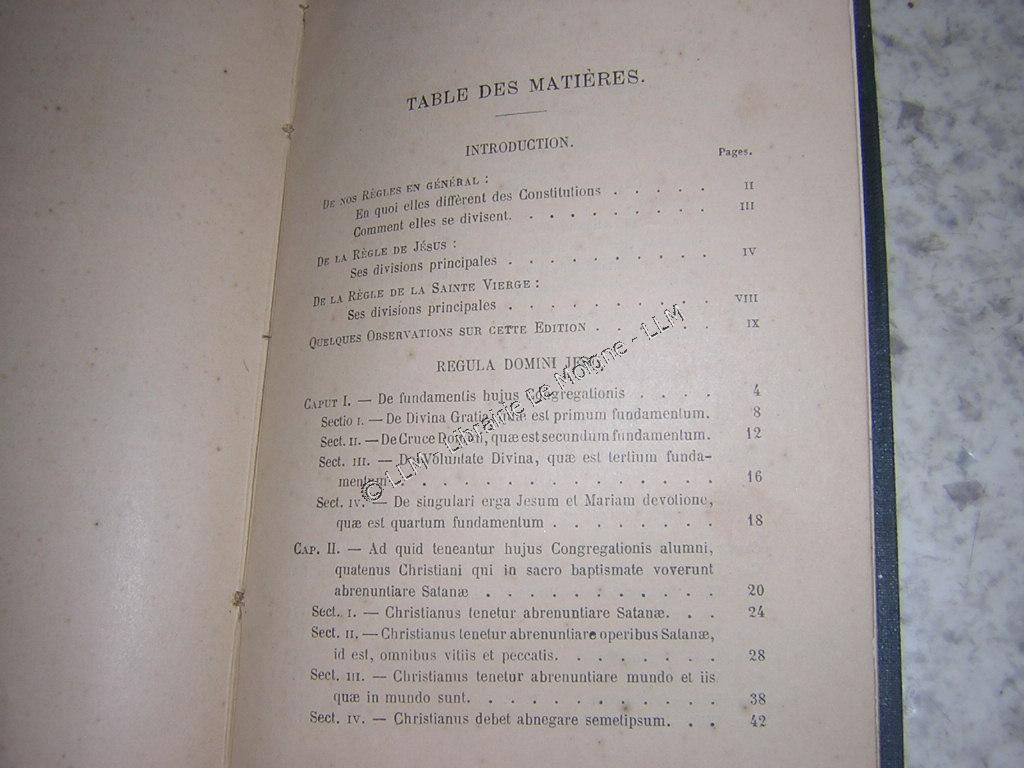 TABLE DES MATIÈRES.
INTRODUCTION.
Pages.
DE NOS RÈGLES EN GÉNÉRAL :
En quoi elles diffèrent des Constitutions . . . . . II
Comment elles se divisent. . . . . . . . . . III
DE LA RÈGLE DE JÉSUS :
Ses divisions principales . . . . . . . . . . IV
DE LA RÈGLE DE LA SAINTE VIERGE :
Ses divisions principales . . . . . . . . . . VIII
QUELQUES OBSERVATIONS SUR CETTE EDITION . . . . . . IX
REGULA DOMINI JESU
CAPUT I. — De fundamentis hujus Congregationis . . . . 4
Sectio I. — De Divina Gratia, quæ est primum fundamentum. 8
Sect. II. — De Cruce Domini, quæ est secundum fundamentum. 12
Sect. III. — De Voluntate Divina, quæ est tertium funda-
mentum. . . . . . . . . . . . . 16
Sect. IV. — De singulari erga Jesum et Mariam devotione,
quæ est quartum fundamentum . . . . . . . . 18
CAP. II. — Ad quid teneantur hujus Congregationis alumni,
quatenus Christiani qui in sacro baptismate voverunt
abrenuntiare Satanæ . . . . . . . . . . . 20
Sect. I. — Christianus tenetur abrenuntiare Satanæ. . . 24
Sect. II. — Christianus tenetur abrenuntiare operibus Satanæ,
id est, omnibus vitiis et peccatis. . . . . . . . 28
Sect. III. — Christianus tenetur abrenuntiare mundo et iis
quæ in mundo sunt. . . . . . . . . . . . 38
Sect. IV. — Christianus debet abnegare semetipsum. . . 42
© LLM - Librairie Le Moigne - LLM